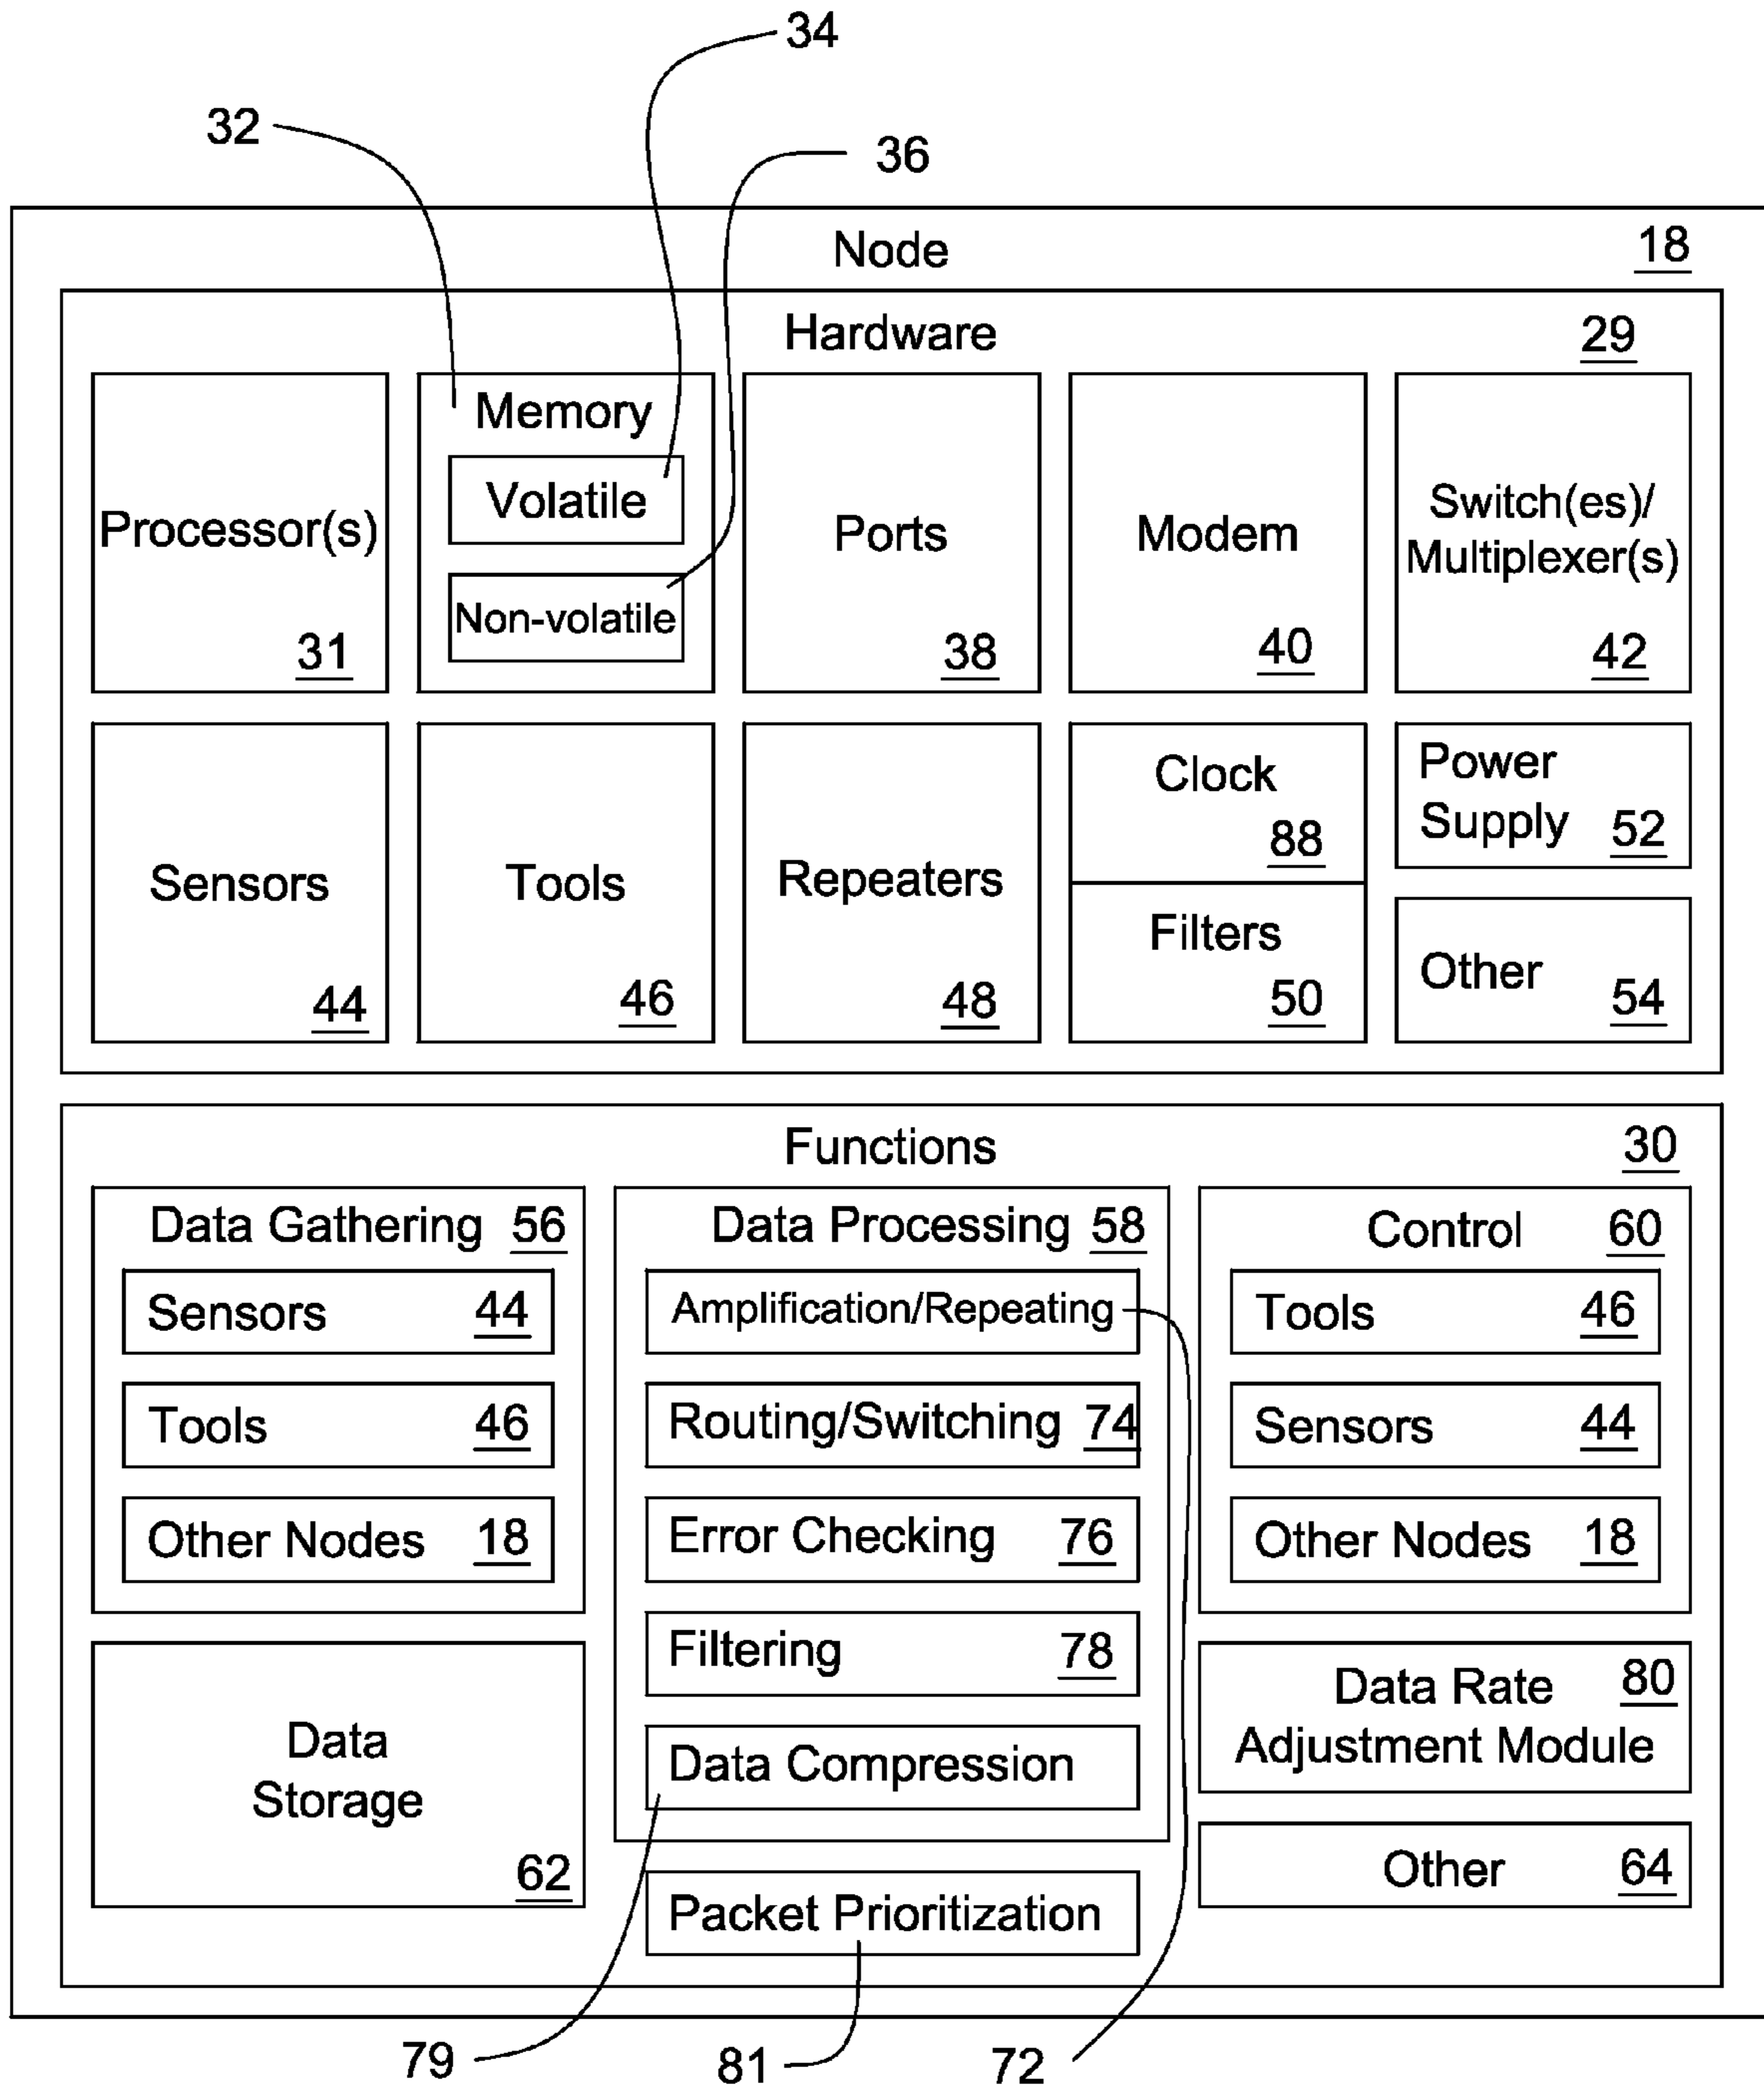 34
32
36
Node 18
Hardware 29
Processor(s)
31
Memory
Volatile
Non-volatile
Ports
38
Modem
40
Switch(es)/
Multiplexer(s)
42
Sensors
44
Tools
46
Repeaters
48
Clock
88
Filters
50
Power
Supply 52
Other
54
Functions 30
Data Gathering 56
Sensors 44
Tools 46
Other Nodes 18
Data Processing 58
Amplification/Repeating
Routing/Switching 74
Error Checking 76
Filtering 78
Data Compression
Control 60
Tools 46
Sensors 44
Other Nodes 18
Data
Storage
62
Packet Prioritization
Data Rate 80
Adjustment Module
Other 64
79
81
72